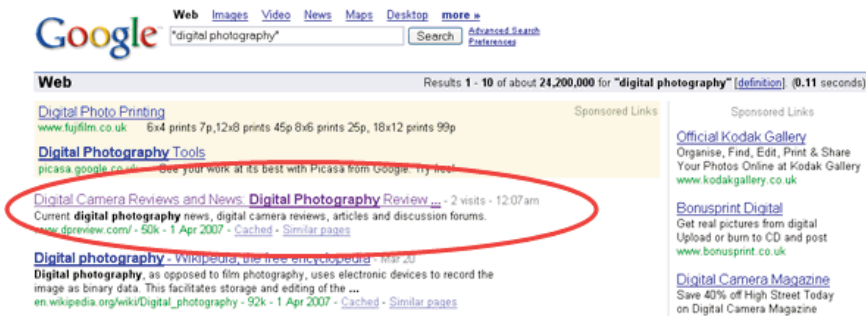 Google
Web Images Video News Maps Desktop more »
"digital photography" Search Advanced Search
Preferences
Web Results 1 - 10 of about 24,200,000 for "digital photography" [definition]. (0.11 seconds)
Digital Photo Printing Sponsored Links
www.fujifilm.co.uk 6x4 prints 7p,12x8 prints 45p 8x6 prints 25p, 18x12 prints 99p
Digital Photography Tools
picasa.google.co.uk See your work at its best with Picasa from Google. Try free!
Digital Camera Reviews and News: Digital Photography Review ... - 2 visits - 12:07am
Current digital photography news, digital camera reviews, articles and discussion forums.
www.dpreview.com/ - 50k - 1 Apr 2007 - Cached - Similar pages
Digital photography - Wikipedia, the free encyclopedia - Mar 20
Digital photography, as opposed to film photography, uses electronic devices to record the
image as binary data. This facilitates storage and editing of the ...
en.wikipedia.org/wiki/Digital_photography - 92k - 1 Apr 2007 - Cached - Similar pages
Sponsored Links
Official Kodak Gallery
Organise, Find, Edit, Print & Share
Your Photos Online at Kodak Gallery
www.kodakgallery.co.uk
Bonusprint Digital
Get real pictures from digital
Upload or burn to CD and post
www.bonusprint.co.uk
Digital Camera Magazine
Save 40% off High Street Today
on Digital Camera Magazine